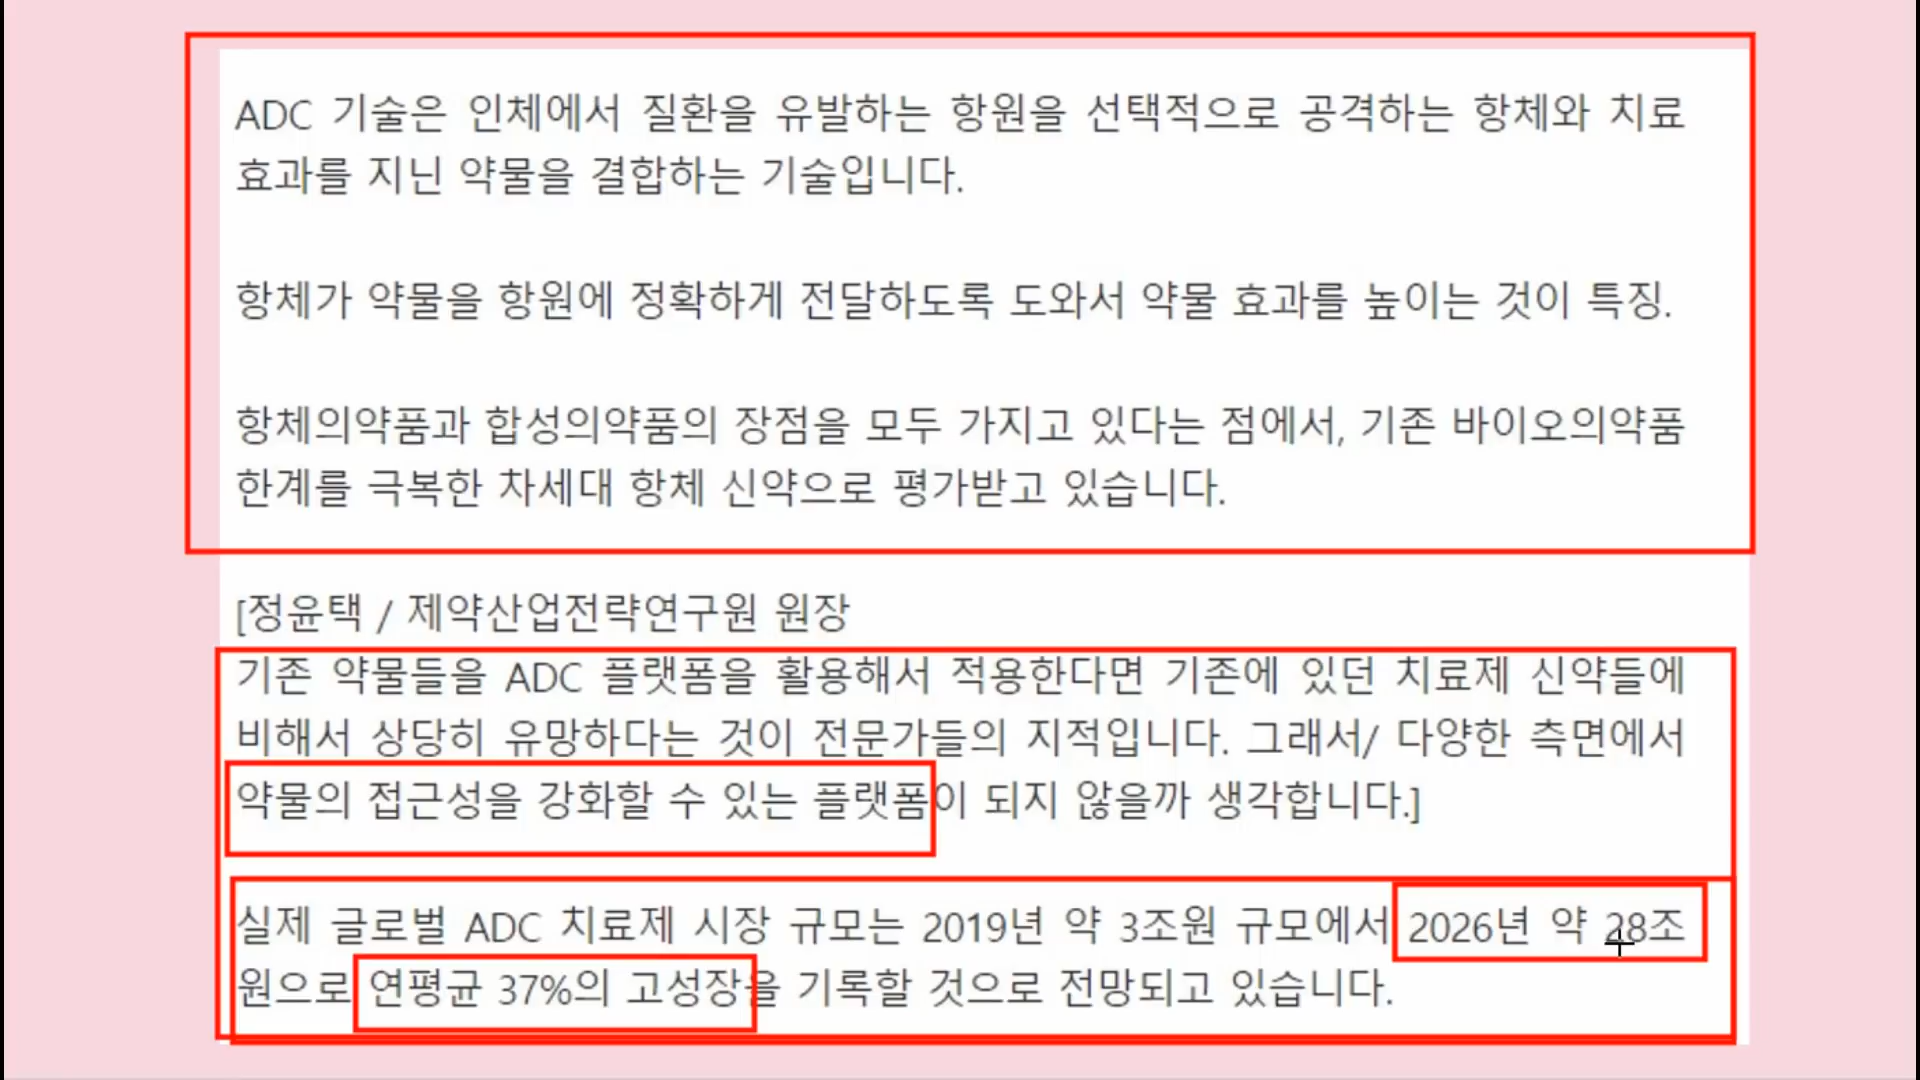 ADC 기술은 인체에서 질환을 유발하는 항원을 선택적으로 공격하는 항체와 치료
효과를 지닌 약물을 결합하는 기술입니다.
항체가 약물을 항원에 정확하게 전달하도록 도와서 약물 효과를 높이는 것이 특징.
항체의약품과 합성의약품의 장점을 모두 가지고 있다는 점에서, 기존 바이오의약품
한계를 극복한 차세대 항체 신약으로 평가받고 있습니다.
[정윤택 / 제약산업전략연구원 원장
기존 약물들을 ADC 플랫폼을 활용해서 적용한다면 기존에 있던 치료제 신약들에
비해서 상당히 유망하다는 것이 전문가들의 지적입니다. 그래서/ 다양한 측면에서
약물의 접근성을 강화할 수 있는 플랫폼이 되지 않을까 생각합니다.]
실제 글로벌 ADC 치료제 시장 규모는 2019년 약 3조원 규모에서 2026년 약 28조
원으로 연평균 37%의 고성장을 기록할 것으로 전망되고 있습니다.